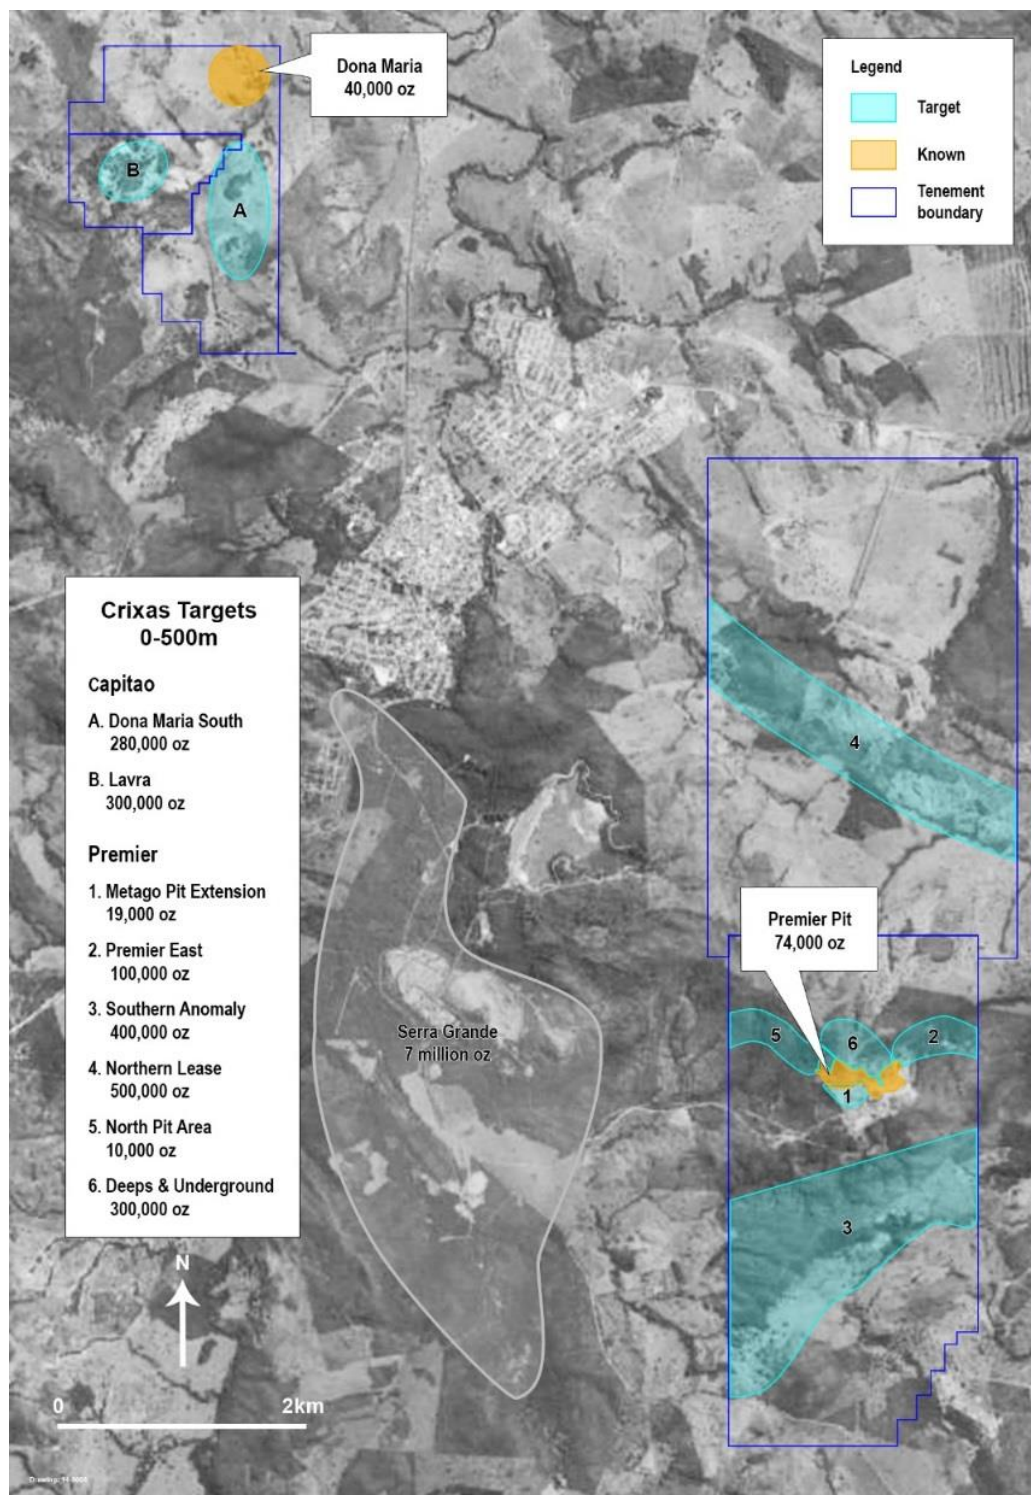 Dona Maria
40,000 oz
Legend
Target
Known
Tenement
boundary
B
A
Crixas Targets
0-500m
Capitao
A. Dona Maria South
280,000 oz
B. Lavra
300,000 oz
Premier
1. Metago Pit Extension
19,000 oz
2. Premier East
100,000 oz
3. Southern Anomaly
400,000 oz
4. Northern Lease
500,000 oz
5. North Pit Area
10,000 oz
6. Deeps & Underground
300,000 oz
4
Premier Pit
74,000 oz
Serra Grande
7 million oz
5
6
2
1
3
N
0
2km